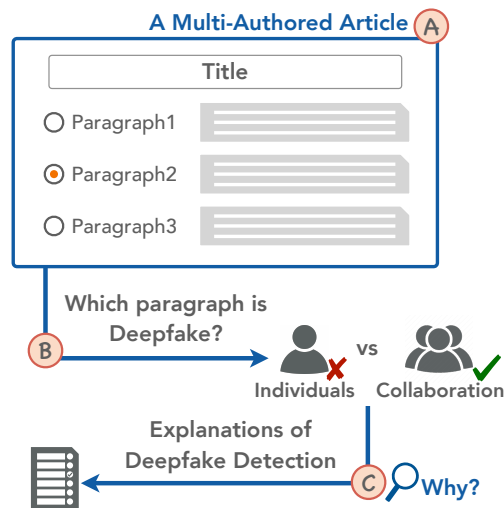 A Multi-Authored Article
A
Title
Paragraph1
Paragraph2
Paragraph3
Which paragraph is
Deepfake?
B
vs
Individuals
Collaboration
Explanations of
Deepfake Detection
C
Why?